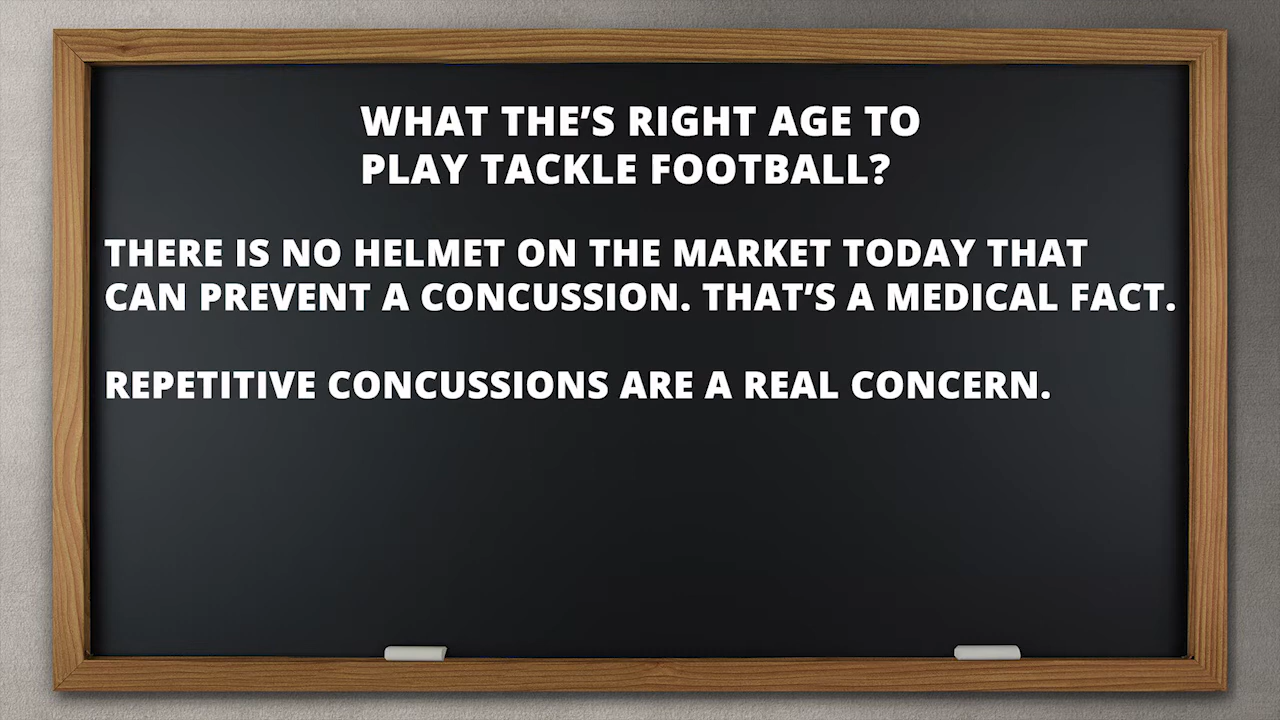 WHAT THE’S RIGHT AGE TO
PLAY TACKLE FOOTBALL?
THERE IS NO HELMET ON THE MARKET TODAY THAT
CAN PREVENT A CONCUSSION. THAT’S A MEDICAL FACT.
REPETITIVE CONCUSSIONS ARE A REAL CONCERN.